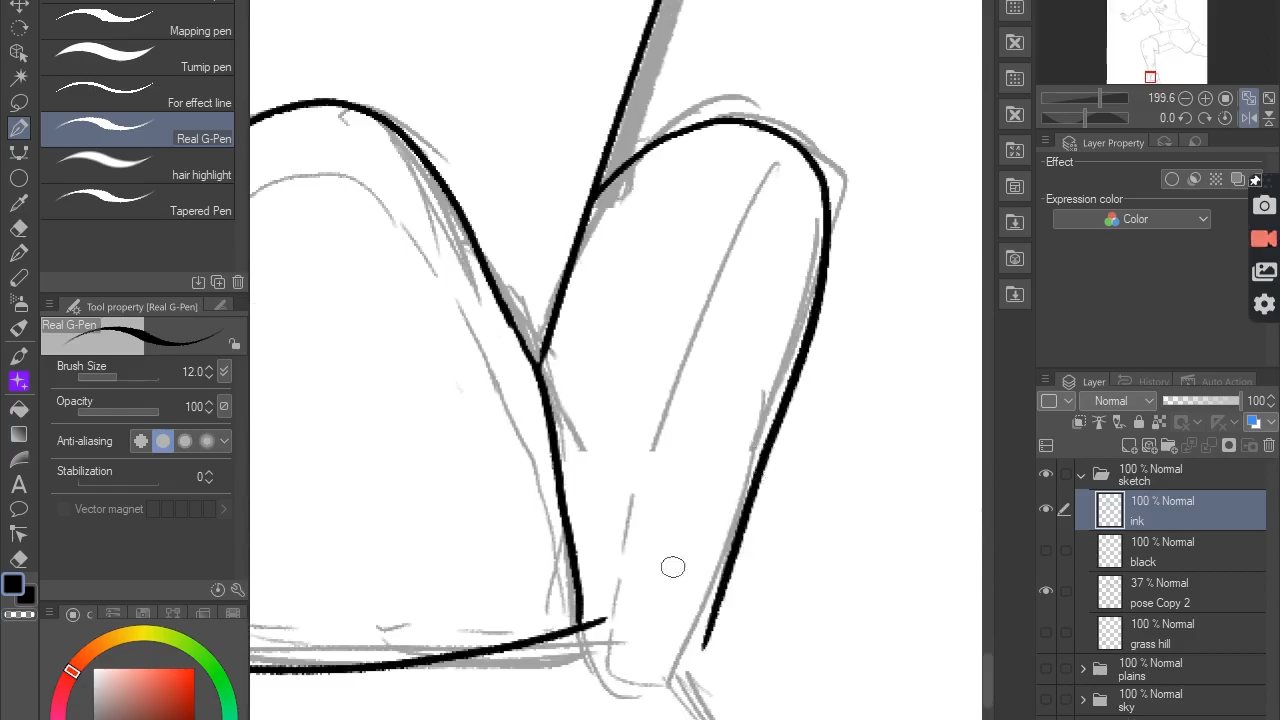 Mapping pen
Turnip pen
For effect line
Real G-Pen
hair highlight
Tapered Pen
Tool property [Real G-Pen]
Real G-Pen
Brush Size
12.0
Opacity
100
Anti-aliasing
Stabilization
0
Vector magnet
c
199.6
0.0
Layer Property
Effect
Expression color
Color
Layer
History
Auto Action
Normal
100
100 % Normal
sketch
100 % Normal
ink
100 % Normal
black
37 % Normal
pose Copy 2
100 % Normal
grass hill
100 % Normal
plains
100 % Normal
sky